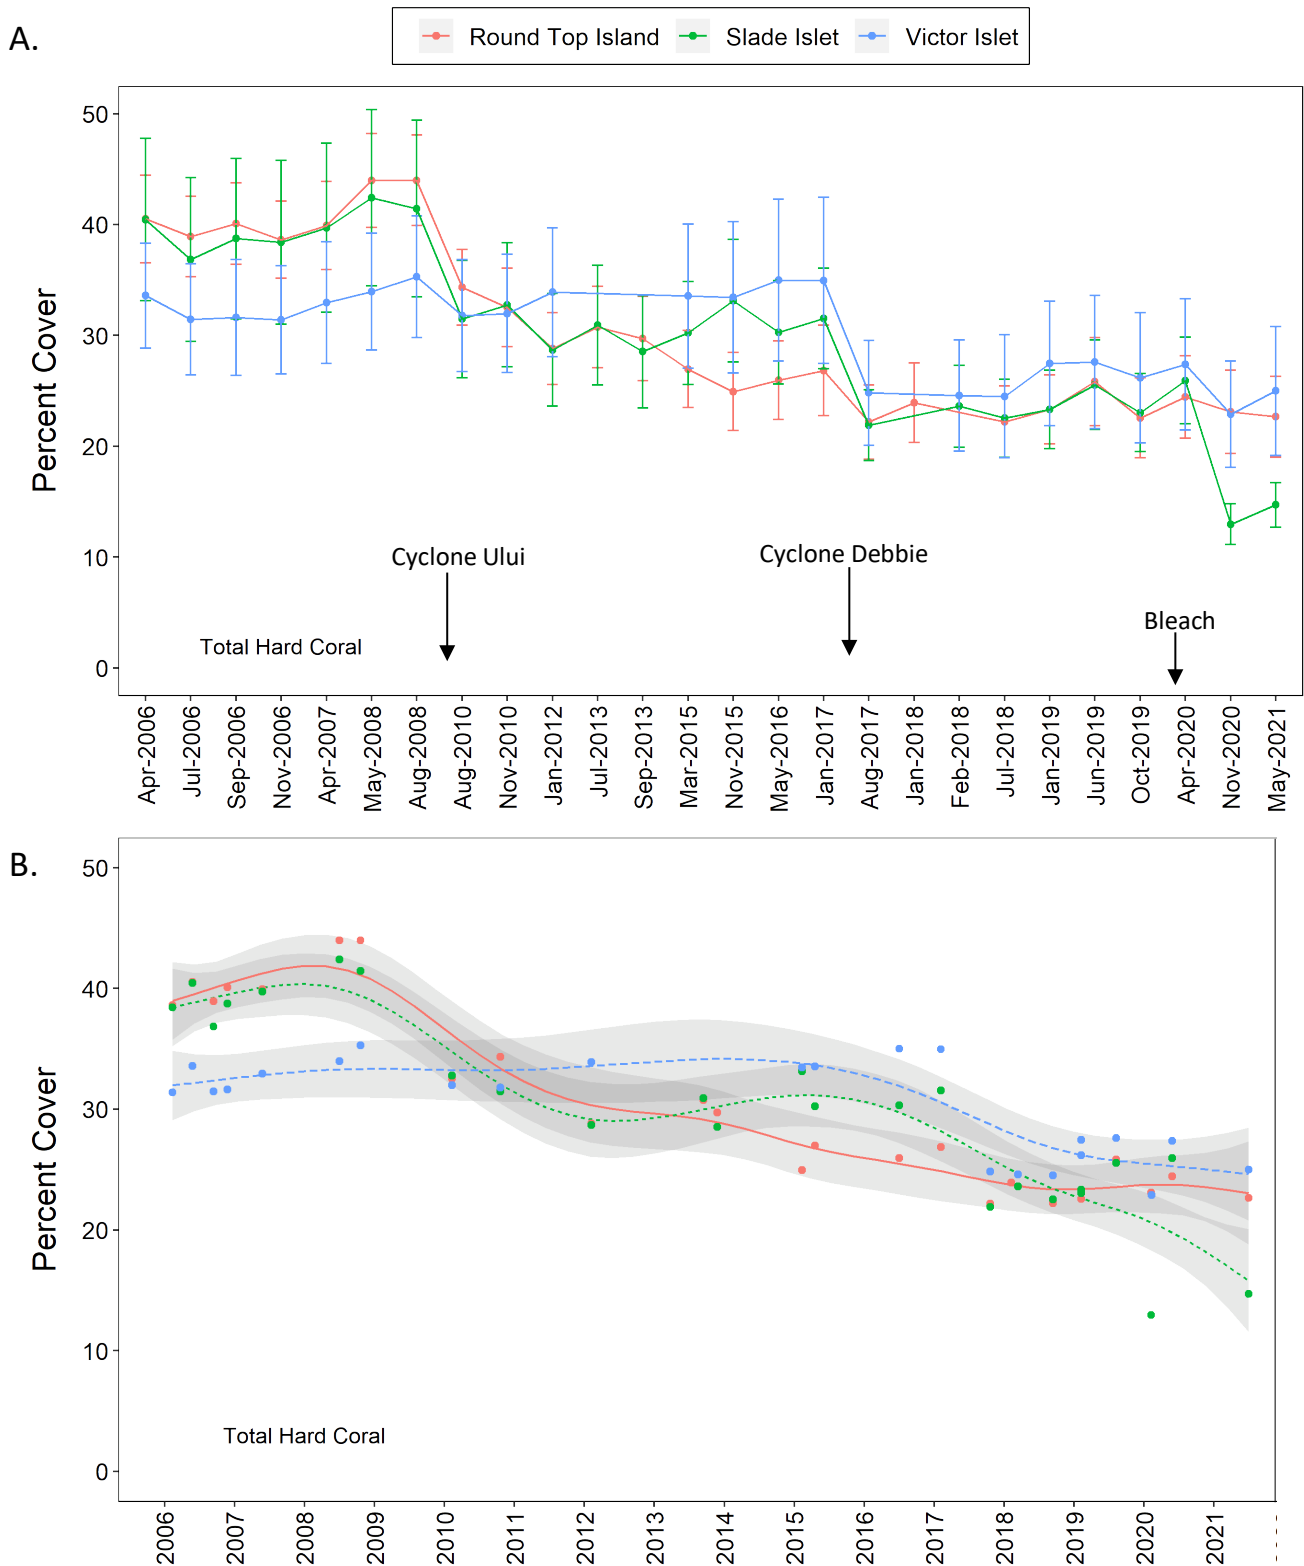 A.
Round Top Island Slade Islet Victor Islet
50
40
30
20
10
0
Percent Cover
Cyclone Ului
Cyclone Debbie
Bleach
Total Hard Coral
Apr-2006
Jul-2006
Sep-2006
Nov-2006
Apr-2007
May-2008
Aug-2008
Aug-2010
Nov-2010
Jan-2012
Jul-2013
Sep-2013
Mar-2015
Nov-2015
May-2016
Jan-2017
Aug-2017
Jan-2018
Feb-2018
Jul-2018
Jan-2019
Jun-2019
Oct-2019
Apr-2020
Nov-2020
May-2021
B.
50
40
30
20
10
0
Percent Cover
Total Hard Coral
2006
2007
2008
2009
2010
2011
2012
2013
2014
2015
2016
2017
2018
2019
2020
2021